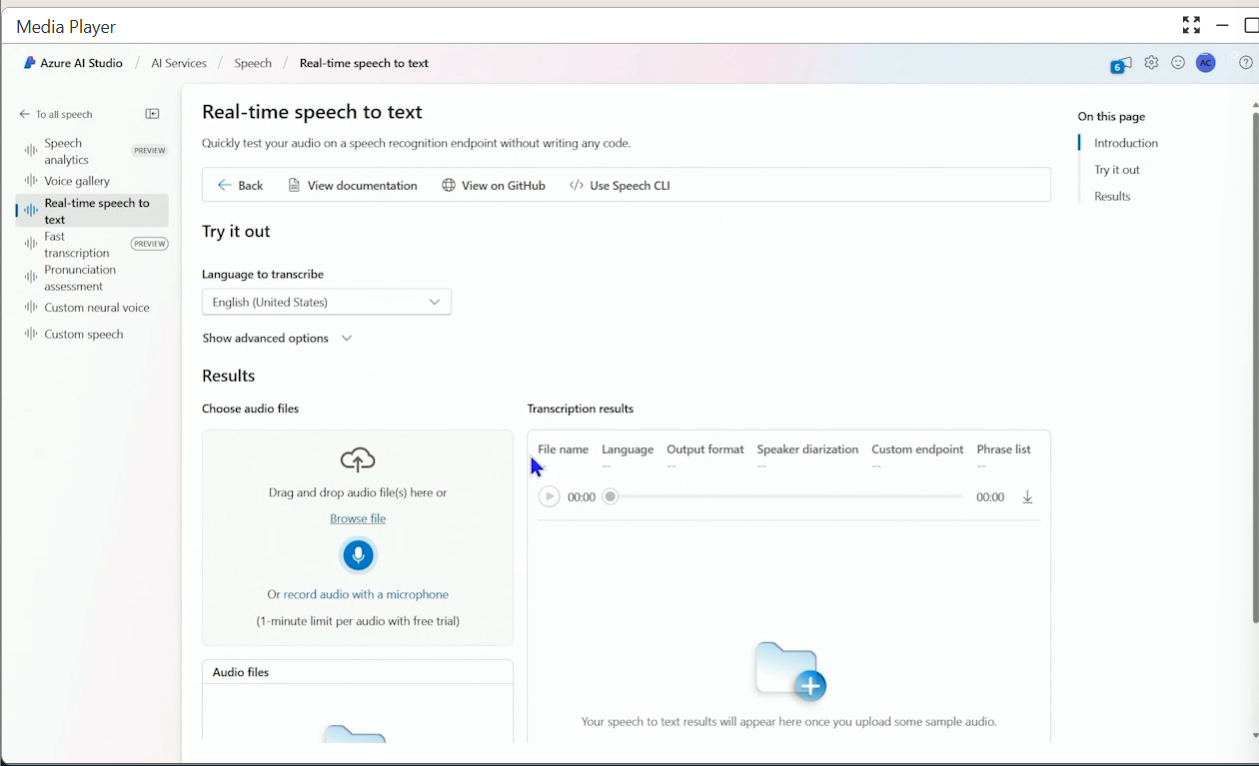 Media Player
Azure AI Studio / AI Services / Speech / Real-time speech to text
6
AC
To all speech
Speech analytics PREVIEW
Voice gallery
Real-time speech to text
Fast transcription PREVIEW
Pronunciation assessment
Custom neural voice
Custom speech
Real-time speech to text
Quickly test your audio on a speech recognition endpoint without writing any code.
Back View documentation View on GitHub </> Use Speech CLI
Try it out
Language to transcribe
English (United States)
Show advanced options
Results
Choose audio files
Drag and drop audio file(s) here or
Browse file
Or record audio with a microphone
(1-minute limit per audio with free trial)
Audio files
Transcription results
File name Language Output format Speaker diarization Custom endpoint Phrase list
-- -- -- -- --
00:00 00:00
Your speech to text results will appear here once you upload some sample audio.
On this page
Introduction
Try it out
Results